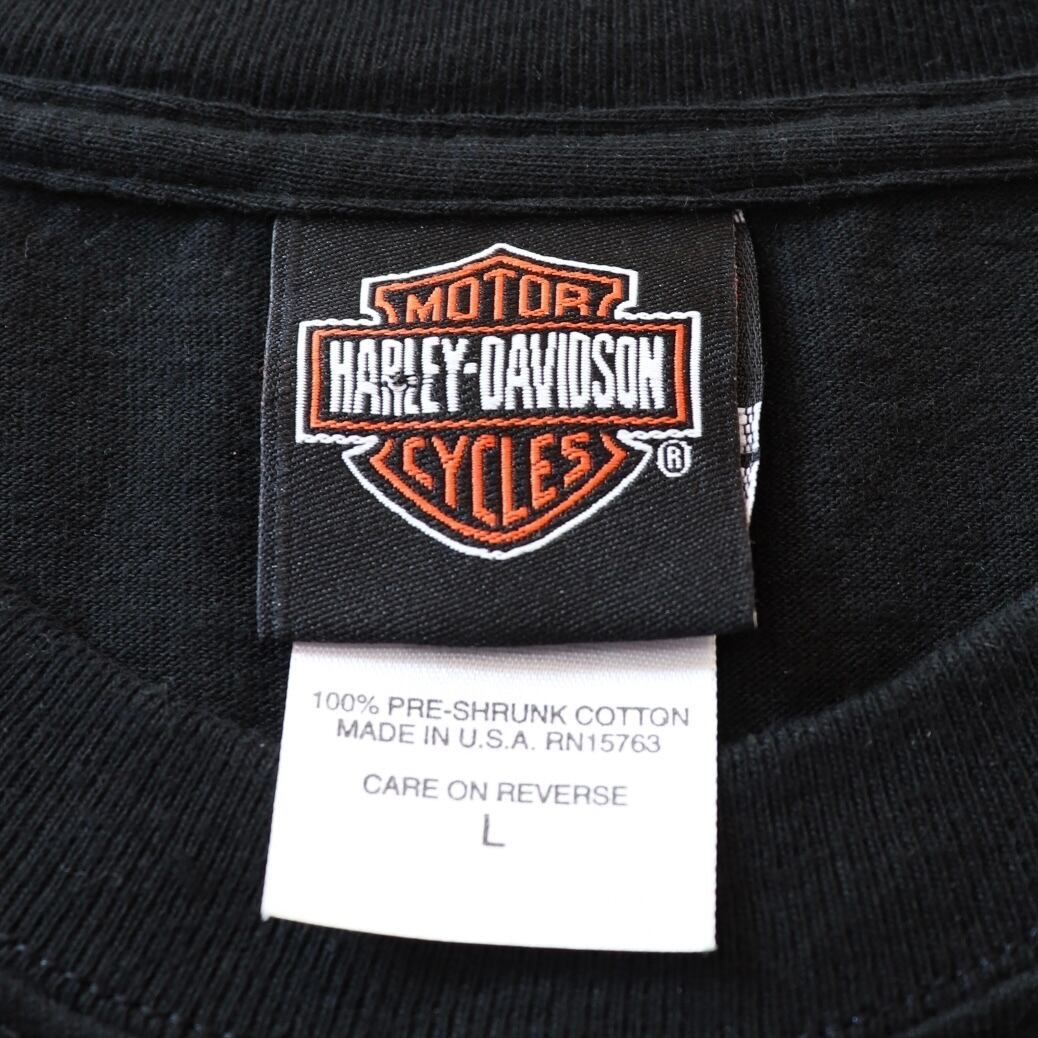 MOTOR
HARLEY-DAVIDSON
CYCLES
®
100% PRE-SHRUNK COTTON
MADE IN U.S.A. RN15763
CARE ON REVERSE
L